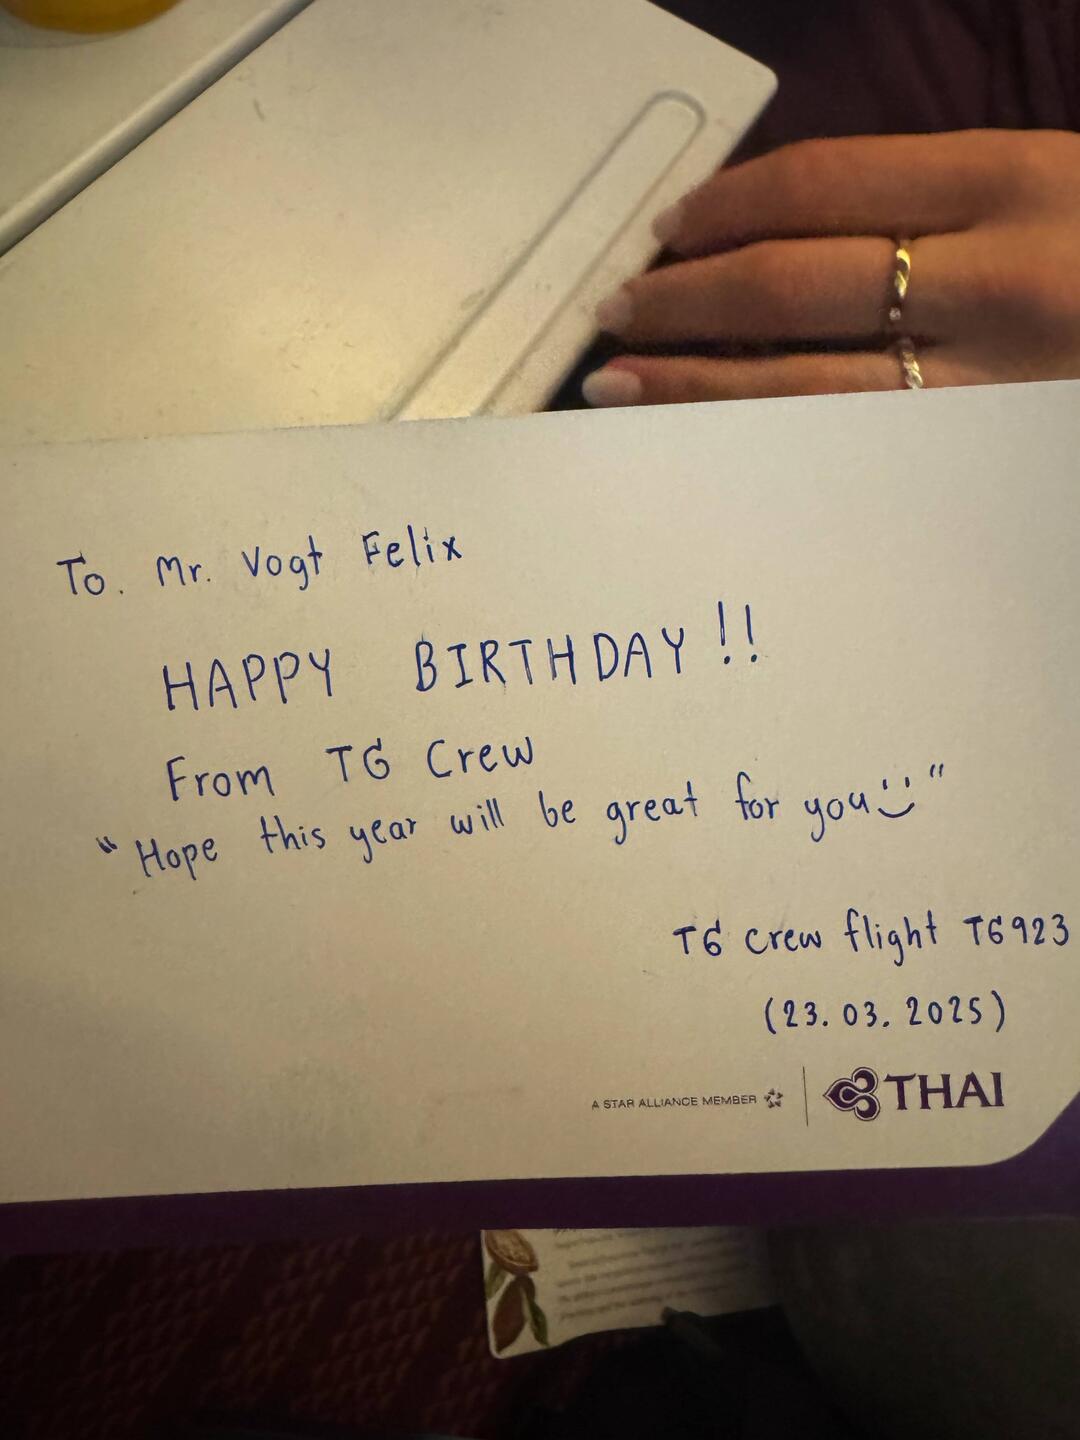 To. Mr. Vogt Felix
HAPPY BIRTHDAY!!
From TG Crew
"Hope this year will be great for you"
TG crew flight TG923
(23.03.2025)
A STAR ALLIANCE MEMBER
THAI